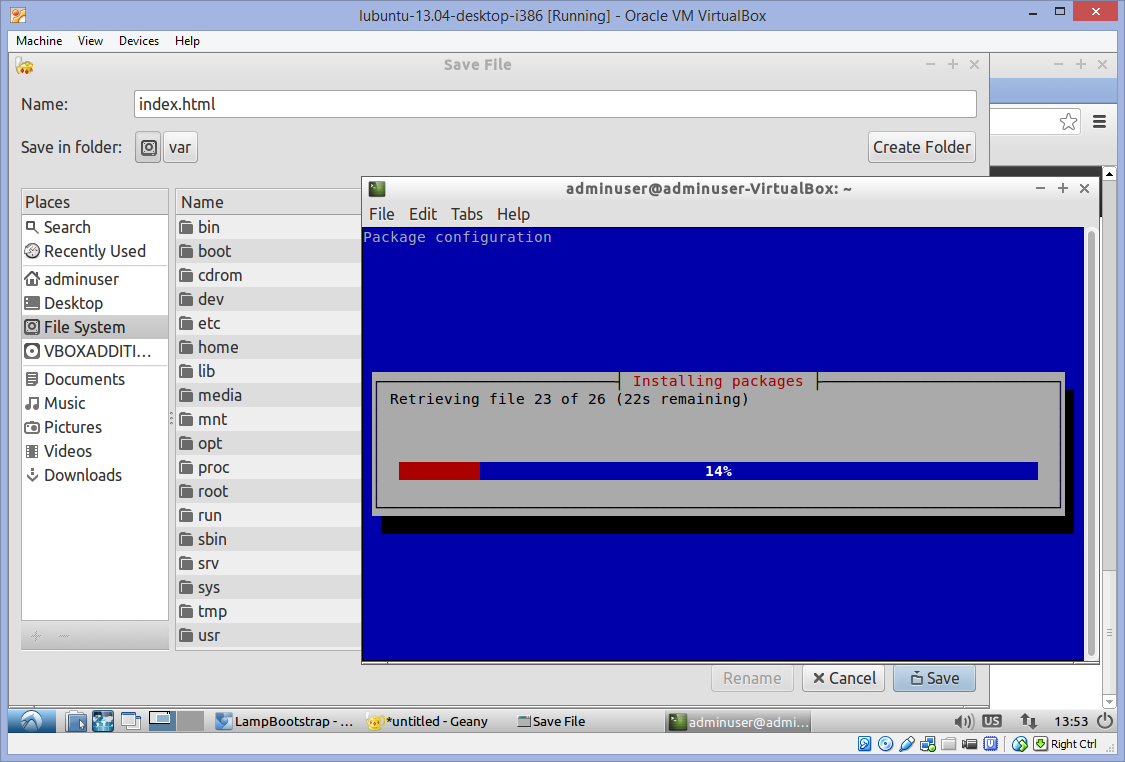 lubuntu-13.04-desktop-i386 [Running] - Oracle VM VirtualBox
Machine View Devices Help
Save File
Name: index.html
Save in folder: var Create Folder
Places
Search
Recently Used
adminuser
Desktop
File System
VBOXADDITI...
Documents
Music
Pictures
Videos
Downloads
Name
bin
boot
cdrom
dev
etc
home
lib
media
mnt
opt
proc
root
run
sbin
srv
sys
tmp
usr
adminuser@adminuser-VirtualBox: ~
File Edit Tabs Help
Package configuration
Installing packages
Retrieving file 23 of 26 (22s remaining)
14%
Rename Cancel Save
LampBootstrap - ... *untitled - Geany Save File adminuser@admi... US 13:53
Right Ctrl